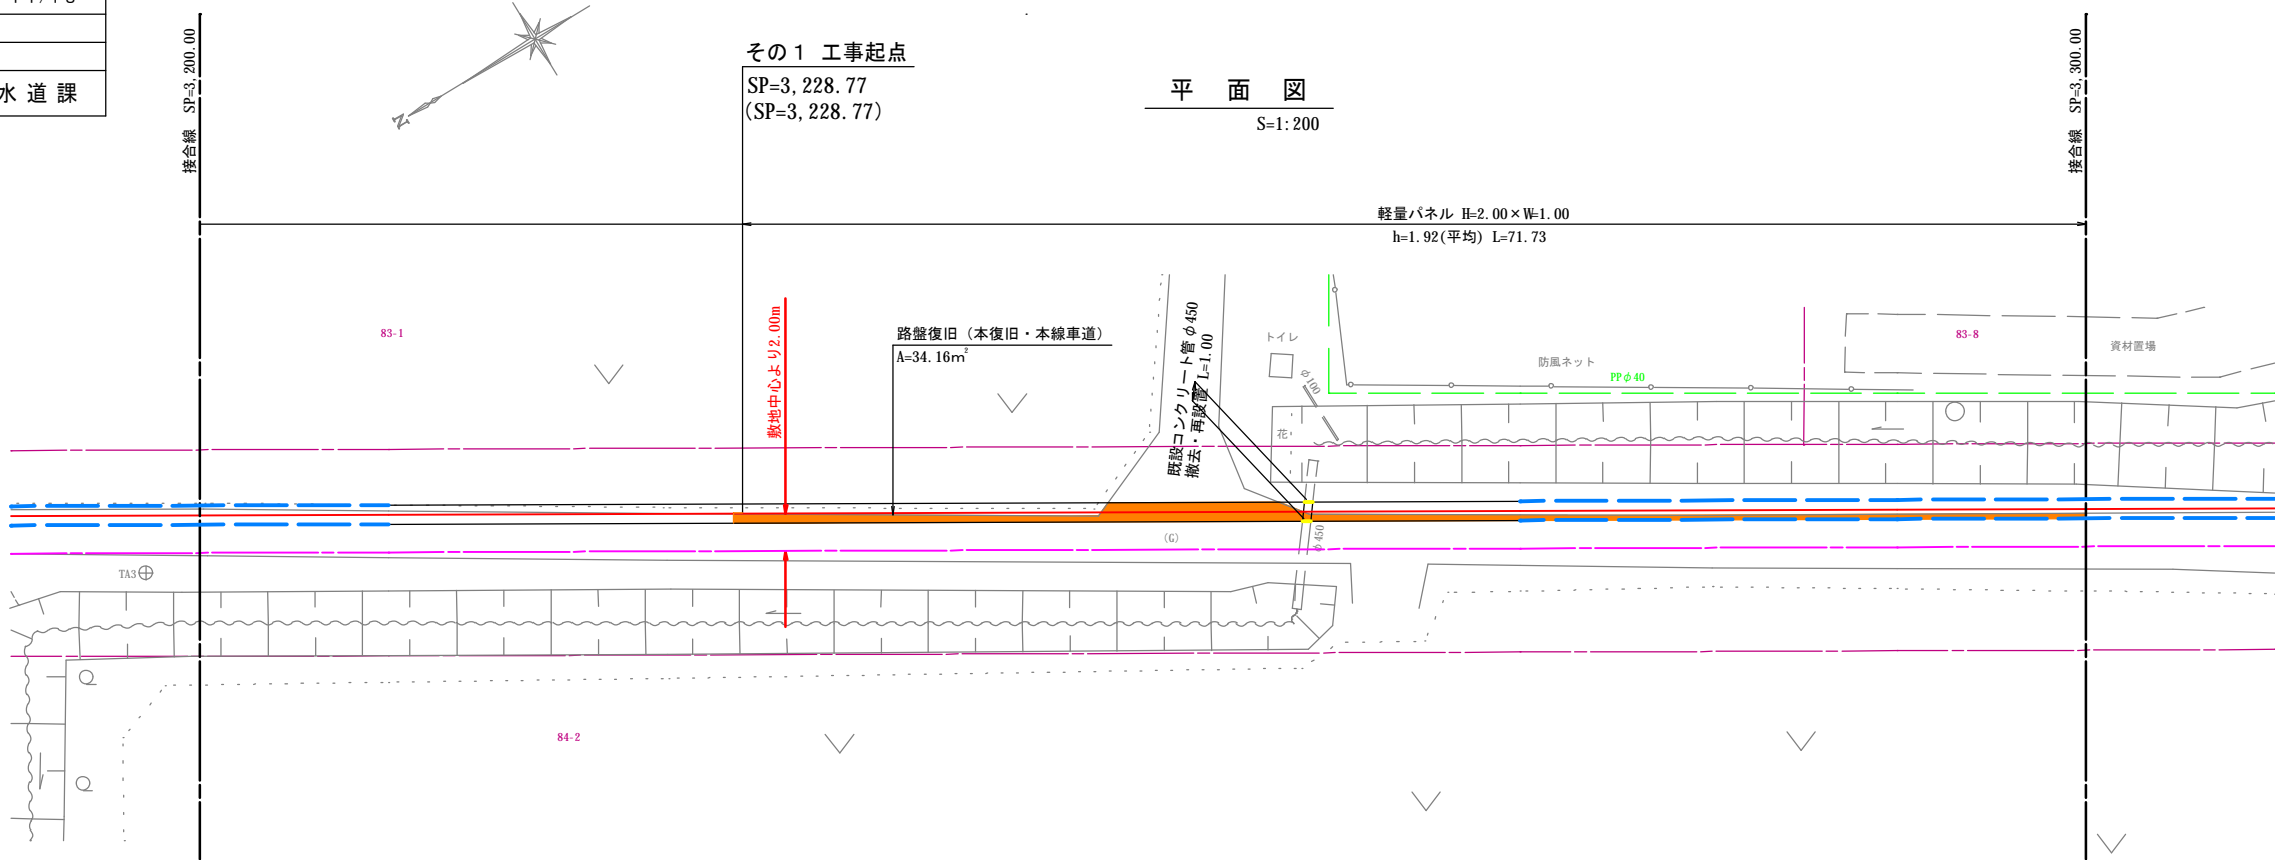 水道課
接合線 SP=3,200.00
N
その1 工事起点
SP=3,228.77
(SP=3,228.77)
平面図
S=1:200
接合線 SP=3,300.00
軽量パネル H=2.00×W=1.00
h=1.92(平均) L=71.73
83-1
敷地中心より2.00m
路盤復旧（本復旧・本線車道）
A=34.16m²
既設コンクリート管φ450
撤去・再設置 L=1.00
トイレ
φ100
防風ネット
PPφ40
83-8
資材置場
花
(G)
φ450
TA3
84-2